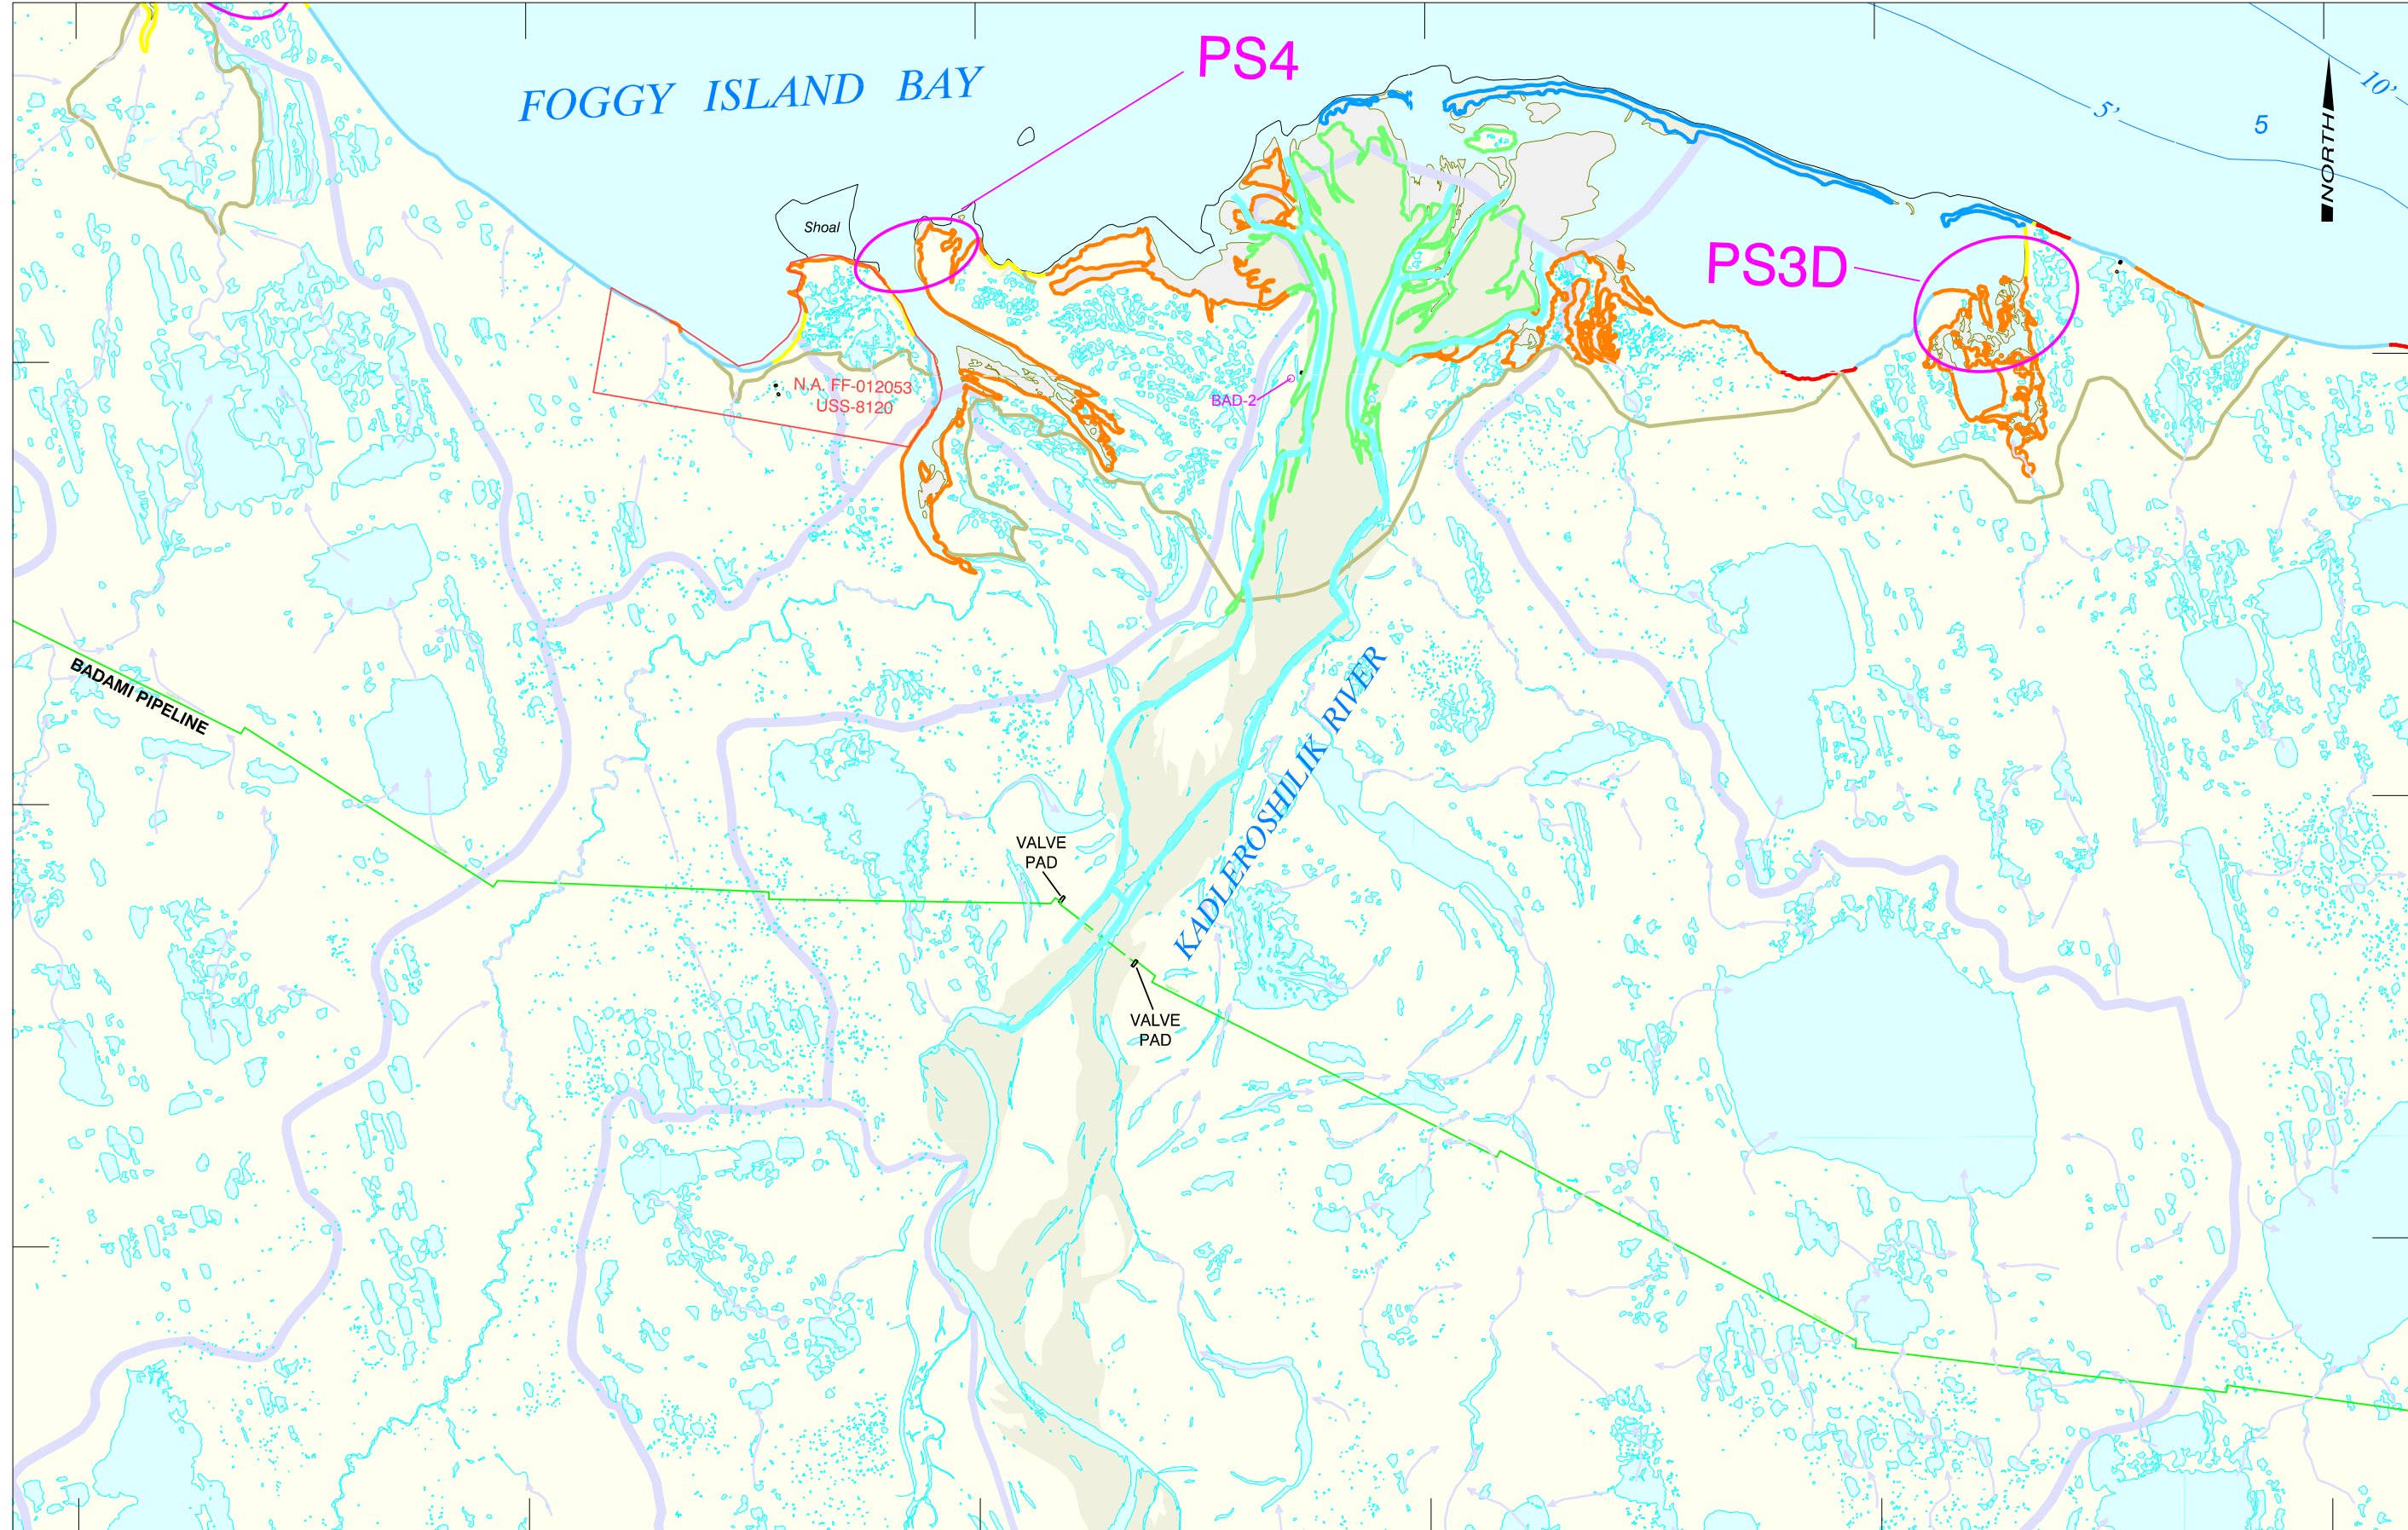 PS4
FOGGY ISLAND BAY
10'
5'
5
NORTH
Shoal
PS3D
N.A. FF-012053
USS-8120
BAD-2
BADAMI PIPELINE
KADLEROSHILIK RIVER
VALVE
PAD
VALVE
PAD